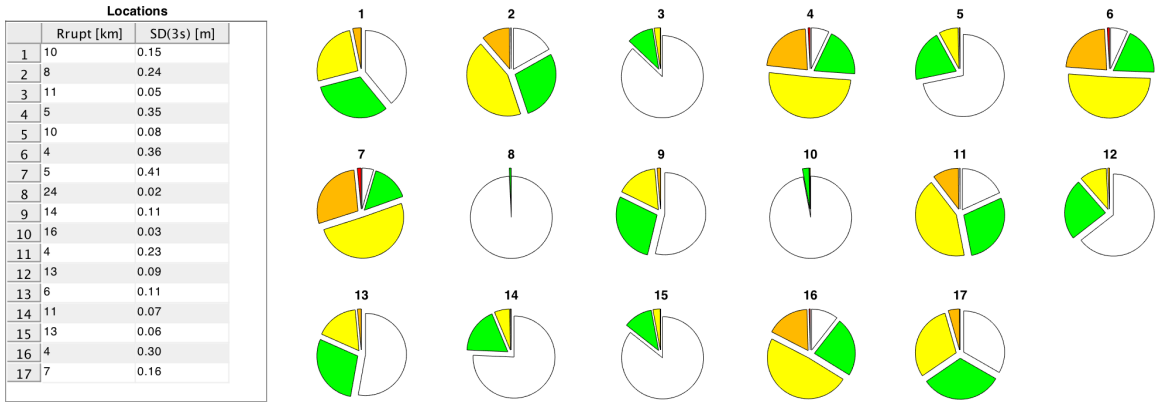 Locations
Rrupt [km] SD(3s) [m]
1 10 0.15
2 8 0.24
3 11 0.05
4 5 0.35
5 10 0.08
6 4 0.36
7 5 0.41
8 24 0.02
9 14 0.11
10 16 0.03
11 4 0.23
12 13 0.09
13 6 0.11
14 11 0.07
15 13 0.06
16 4 0.30
17 7 0.16
1 2 3 4 5 6
7 8 9 10 11 12
13 14 15 16 17